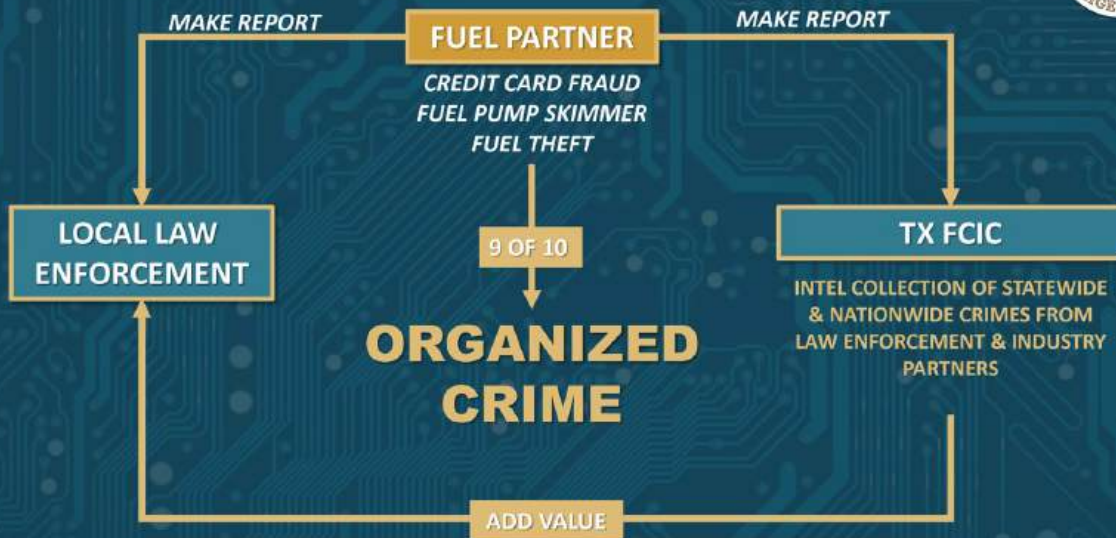 MAKE REPORT
FUEL PARTNER
MAKE REPORT
CREDIT CARD FRAUD
FUEL PUMP SKIMMER
FUEL THEFT
LOCAL LAW
ENFORCEMENT
9 OF 10
TX FCIC
INTEL COLLECTION OF STATEWIDE
& NATIONWIDE CRIMES FROM
LAW ENFORCEMENT & INDUSTRY
PARTNERS
ORGANIZED
CRIME
ADD VALUE